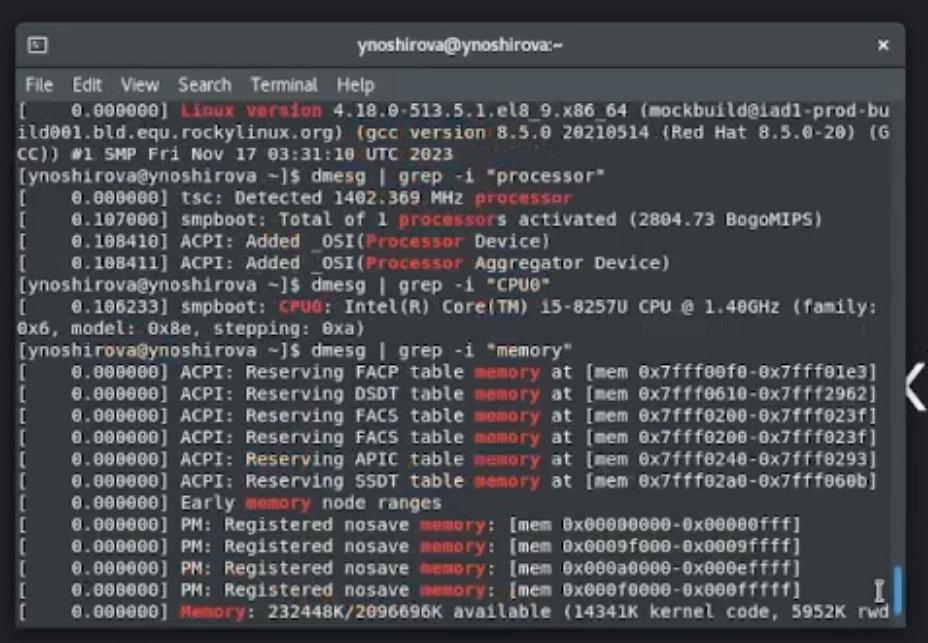 ynoshirova@ynoshirova:~
File Edit View Search Terminal Help
[    0.000000] Linux version 4.18.0-513.5.1.el8_9.x86_64 (mockbuild@iad1-prod-bu
ild001.bld.equ.rockylinux.org) (gcc version 8.5.0 20210514 (Red Hat 8.5.0-20) (G
CC)) #1 SMP Fri Nov 17 03:31:10 UTC 2023
[ynoshirova@ynoshirova ~]$ dmesg | grep -i "processor"
[    0.000000] tsc: Detected 1402.369 MHz processor
[    0.107000] smpboot: Total of 1 processors activated (2804.73 BogoMIPS)
[    0.108410] ACPI: Added _OSI(Processor Device)
[    0.108411] ACPI: Added _OSI(Processor Aggregator Device)
[ynoshirova@ynoshirova ~]$ dmesg | grep -i "CPU0"
[    0.106233] smpboot: CPU0: Intel(R) Core(TM) i5-8257U CPU @ 1.40GHz (family:
0x6, model: 0x8e, stepping: 0xa)
[ynoshirova@ynoshirova ~]$ dmesg | grep -i "memory"
[    0.000000] ACPI: Reserving FACP table memory at [mem 0x7fff00f0-0x7fff01e3]
[    0.000000] ACPI: Reserving DSDT table memory at [mem 0x7fff0610-0x7fff2962]
[    0.000000] ACPI: Reserving FACS table memory at [mem 0x7fff0200-0x7fff023f]
[    0.000000] ACPI: Reserving FACS table memory at [mem 0x7fff0200-0x7fff023f]
[    0.000000] ACPI: Reserving APIC table memory at [mem 0x7fff0240-0x7fff0293]
[    0.000000] ACPI: Reserving SSDT table memory at [mem 0x7fff02a0-0x7fff060b]
[    0.000000] Early memory node ranges
[    0.000000] PM: Registered nosave memory: [mem 0x00000000-0x00000fff]
[    0.000000] PM: Registered nosave memory: [mem 0x0009f000-0x0009ffff]
[    0.000000] PM: Registered nosave memory: [mem 0x000a0000-0x000effff]
[    0.000000] PM: Registered nosave memory: [mem 0x000f0000-0x000fffff]
[    0.000000] Memory: 232448K/2096696K available (14341K kernel code, 5952K rwd